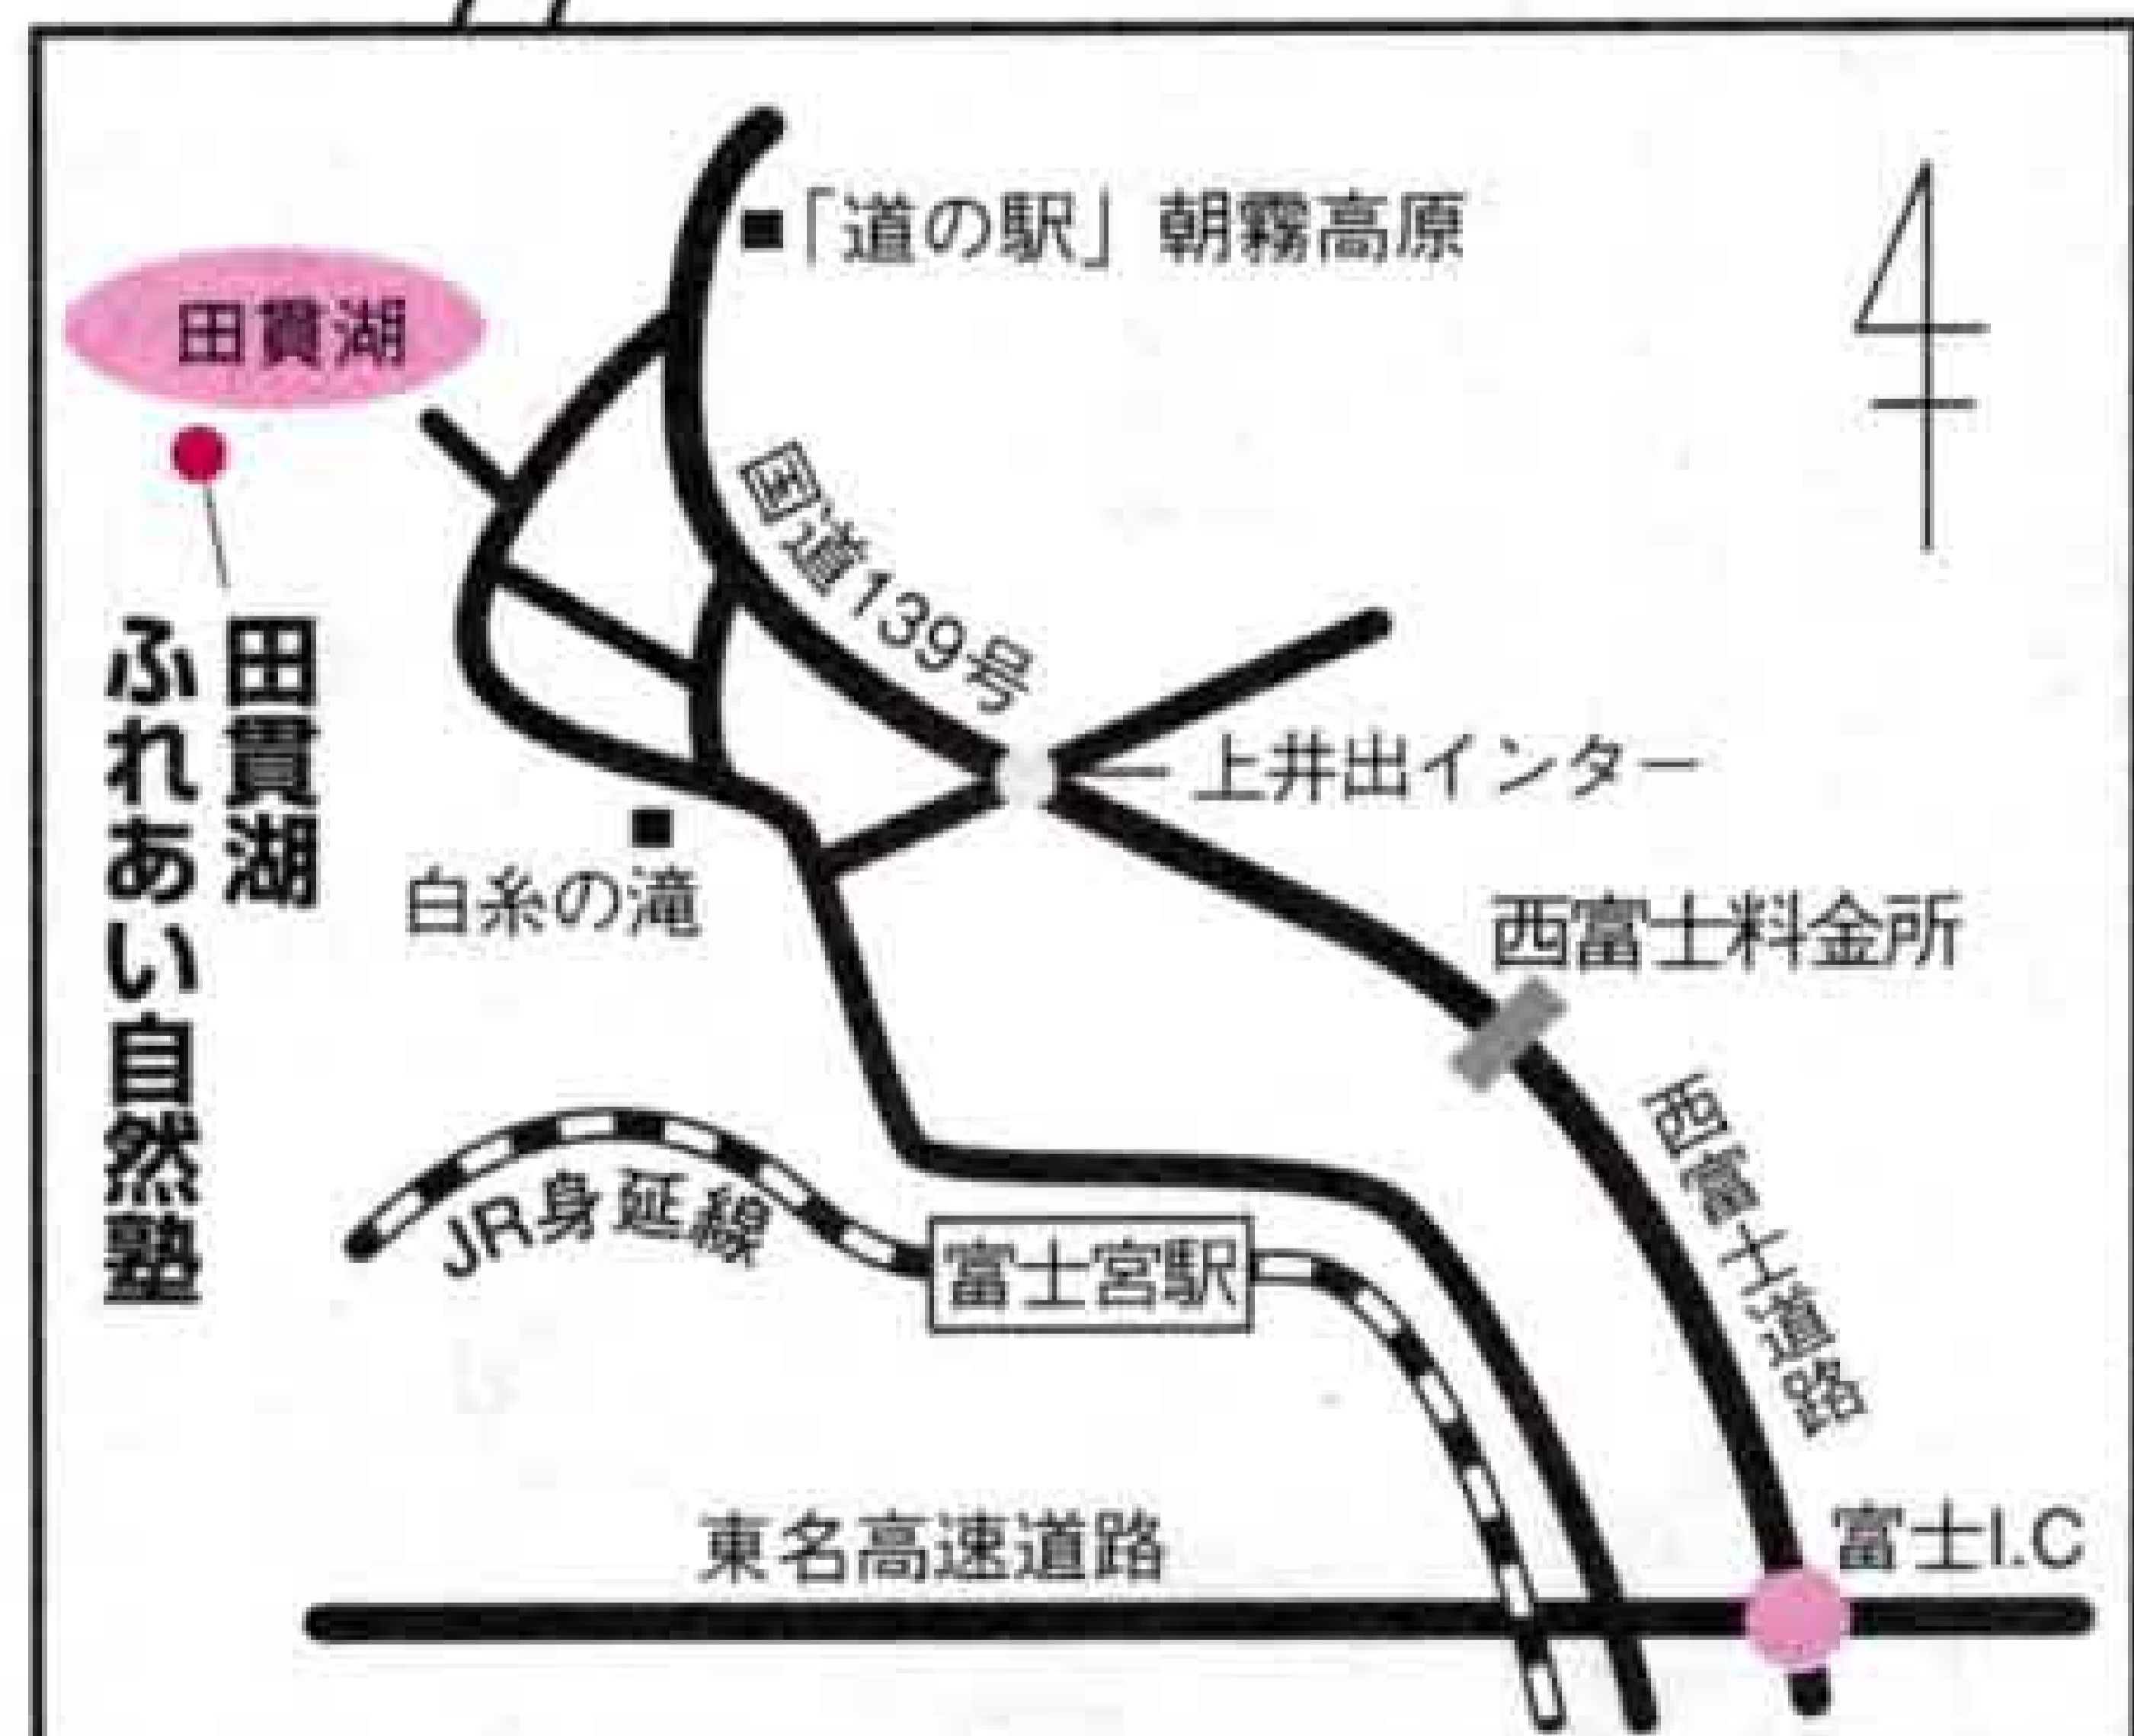 「道の駅」朝霧高原
田貫湖
国道139号
田貫湖
ふれあい自然塾
上井出インター
白糸の滝
西富士料金所
西富士道路
JR身延線
富士宮駅
東名高速道路
富士I.C